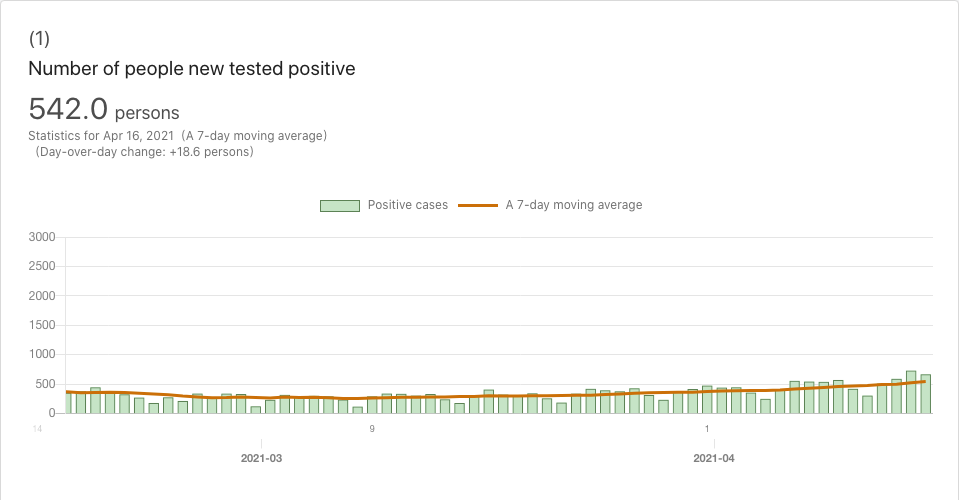 (1)
Number of people new tested positive
542.0 persons
Statistics for Apr 16, 2021 (A 7-day moving average)
(Day-over-day change: +18.6 persons)
Positive cases A 7-day moving average
3000
2500
2000
1500
1000
500
0
14 9 1
2021-03 2021-04